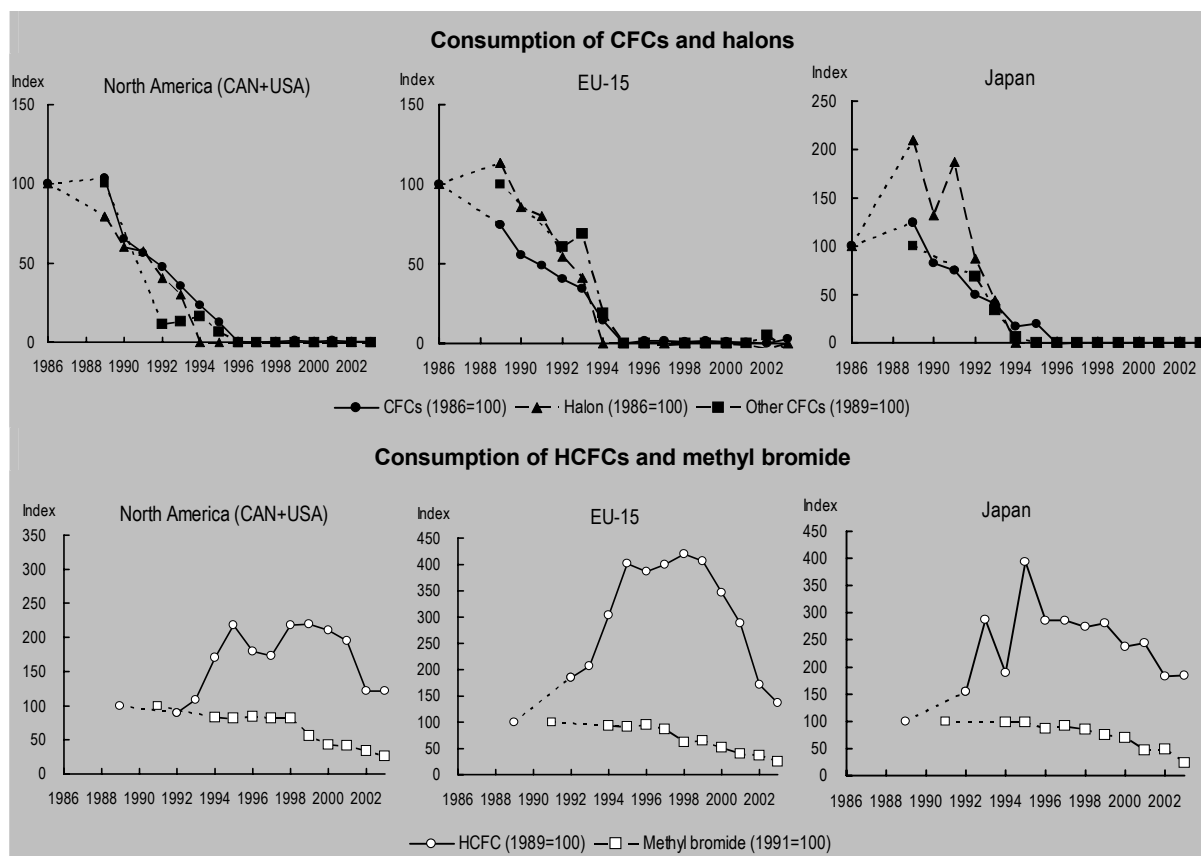 Consumption of CFCs and halons
Index
North America (CAN+USA)
150
100
50
0
1986 1988 1990 1992 1994 1996 1998 2000 2002
Index
EU-15
150
100
50
0
1986 1988 1990 1992 1994 1996 1998 2000 2002
Index
Japan
250
200
150
100
50
0
1986 1988 1990 1992 1994 1996 1998 2000 2002
CFCs (1986=100) Halon (1986=100) Other CFCs (1989=100)
Consumption of HCFCs and methyl bromide
Index
North America (CAN+USA)
350
300
250
200
150
100
50
0
1986 1988 1990 1992 1994 1996 1998 2000 2002
Index
EU-15
450
400
350
300
250
200
150
100
50
0
1986 1988 1990 1992 1994 1996 1998 2000 2002
Index
Japan
450
400
350
300
250
200
150
100
50
0
1986 1988 1990 1992 1994 1996 1998 2000 2002
HCFC (1989=100) Methyl bromide (1991=100)